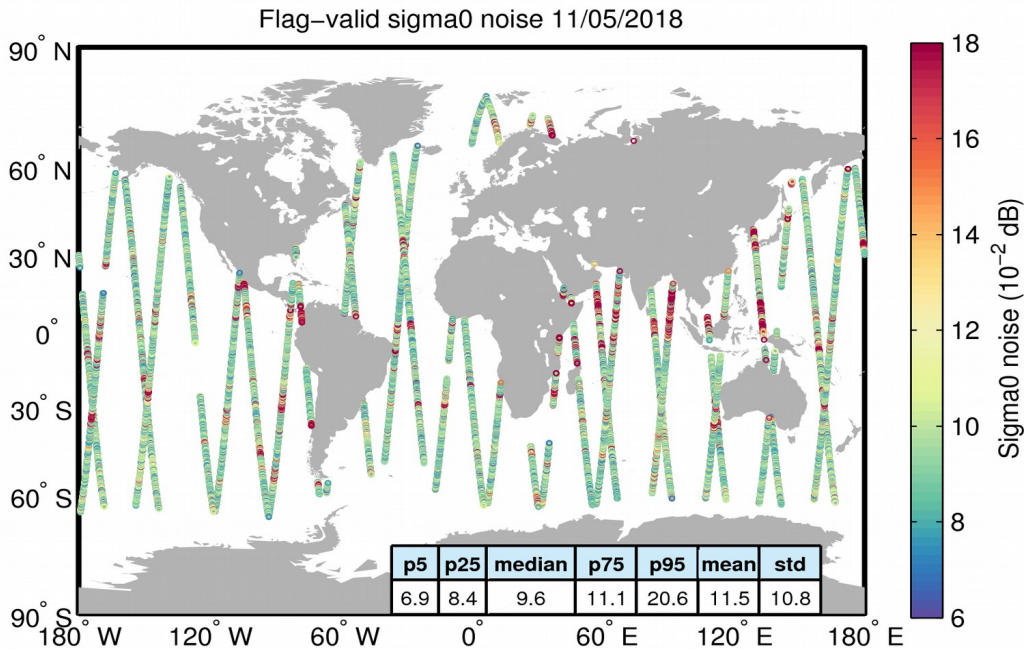 Flag−valid sigma0 noise 11/05/2018
90° N
60° N
30° N
0°
30° S
60° S
90° S
180° W 120° W 60° W 0° 60° E 120° E 180° E
p5 p25 median p75 p95 mean std
6.9 8.4 9.6 11.1 20.6 11.5 10.8
18
16
14
12
10
8
6
Sigma0 noise (10⁻² dB)